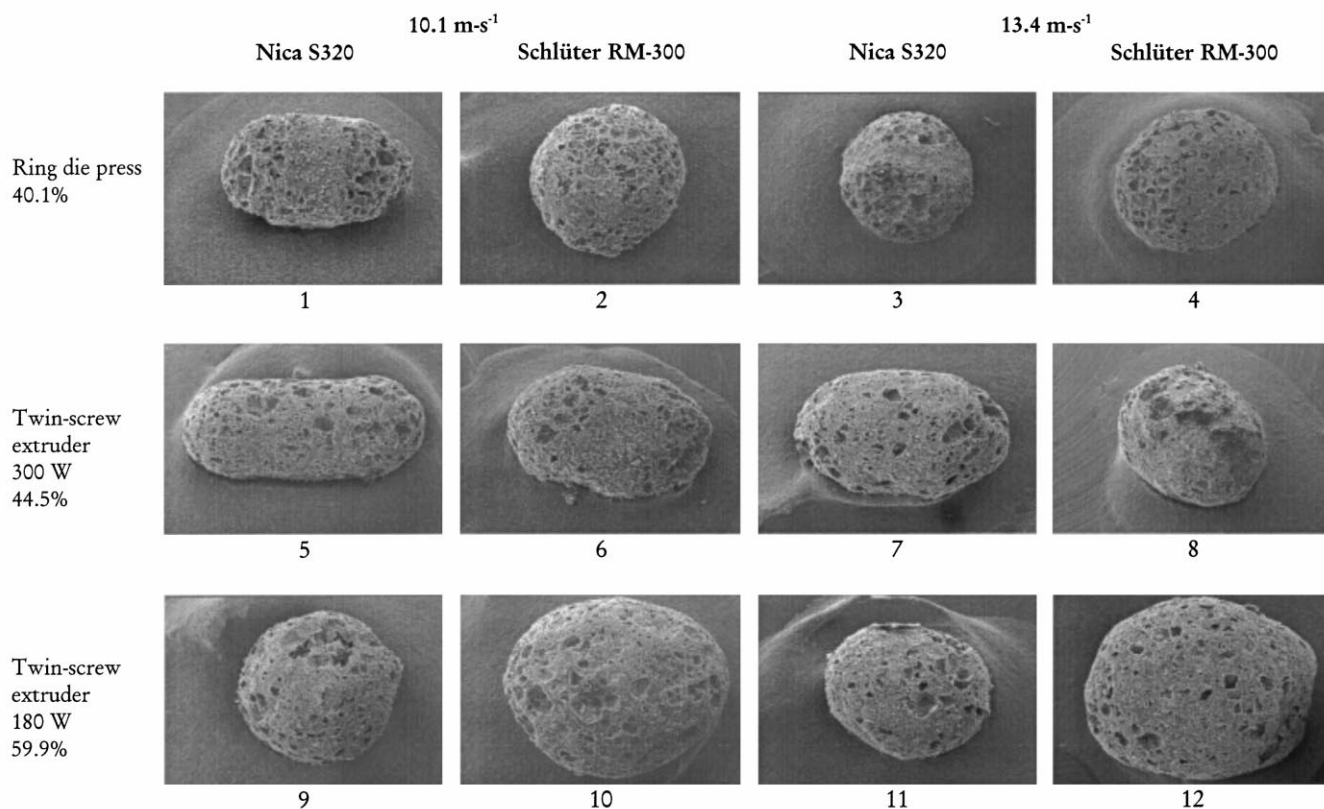 10.1 m-s-1 13.4 m-s-1
Nica S320 Schlüter RM-300 Nica S320 Schlüter RM-300
Ring die press
40.1%
1 2 3 4
Twin-screw
extruder
300 W
44.5%
5 6 7 8
Twin-screw
extruder
180 W
59.9%
9 10 11 12